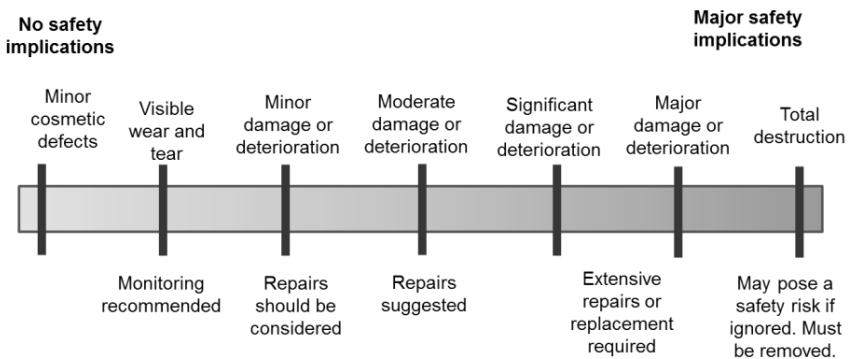 No safety
implications
Major safety
implications
Minor
cosmetic
defects
Visible
wear and
tear
Minor
damage or
deterioration
Moderate
damage or
deterioration
Significant
damage or
deterioration
Major
damage or
deterioration
Total
destruction
Monitoring
recommended
Repairs
should be
considered
Repairs
suggested
Extensive
repairs or
replacement
required
May pose a
safety risk if
ignored. Must
be removed.